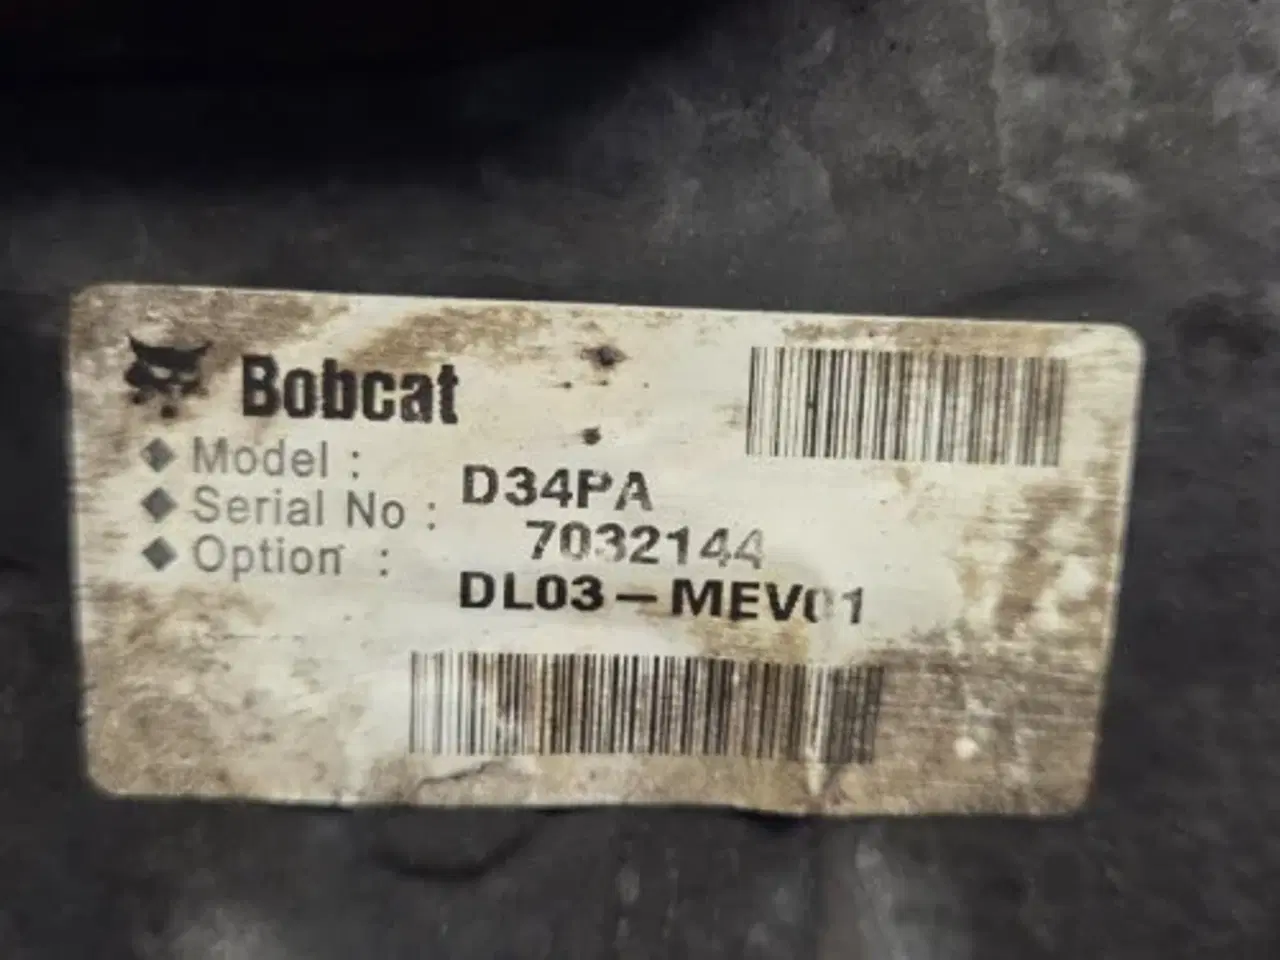 Bobcat
Model : D34PA
Serial No : 7032144
Option : DL03-MEV01